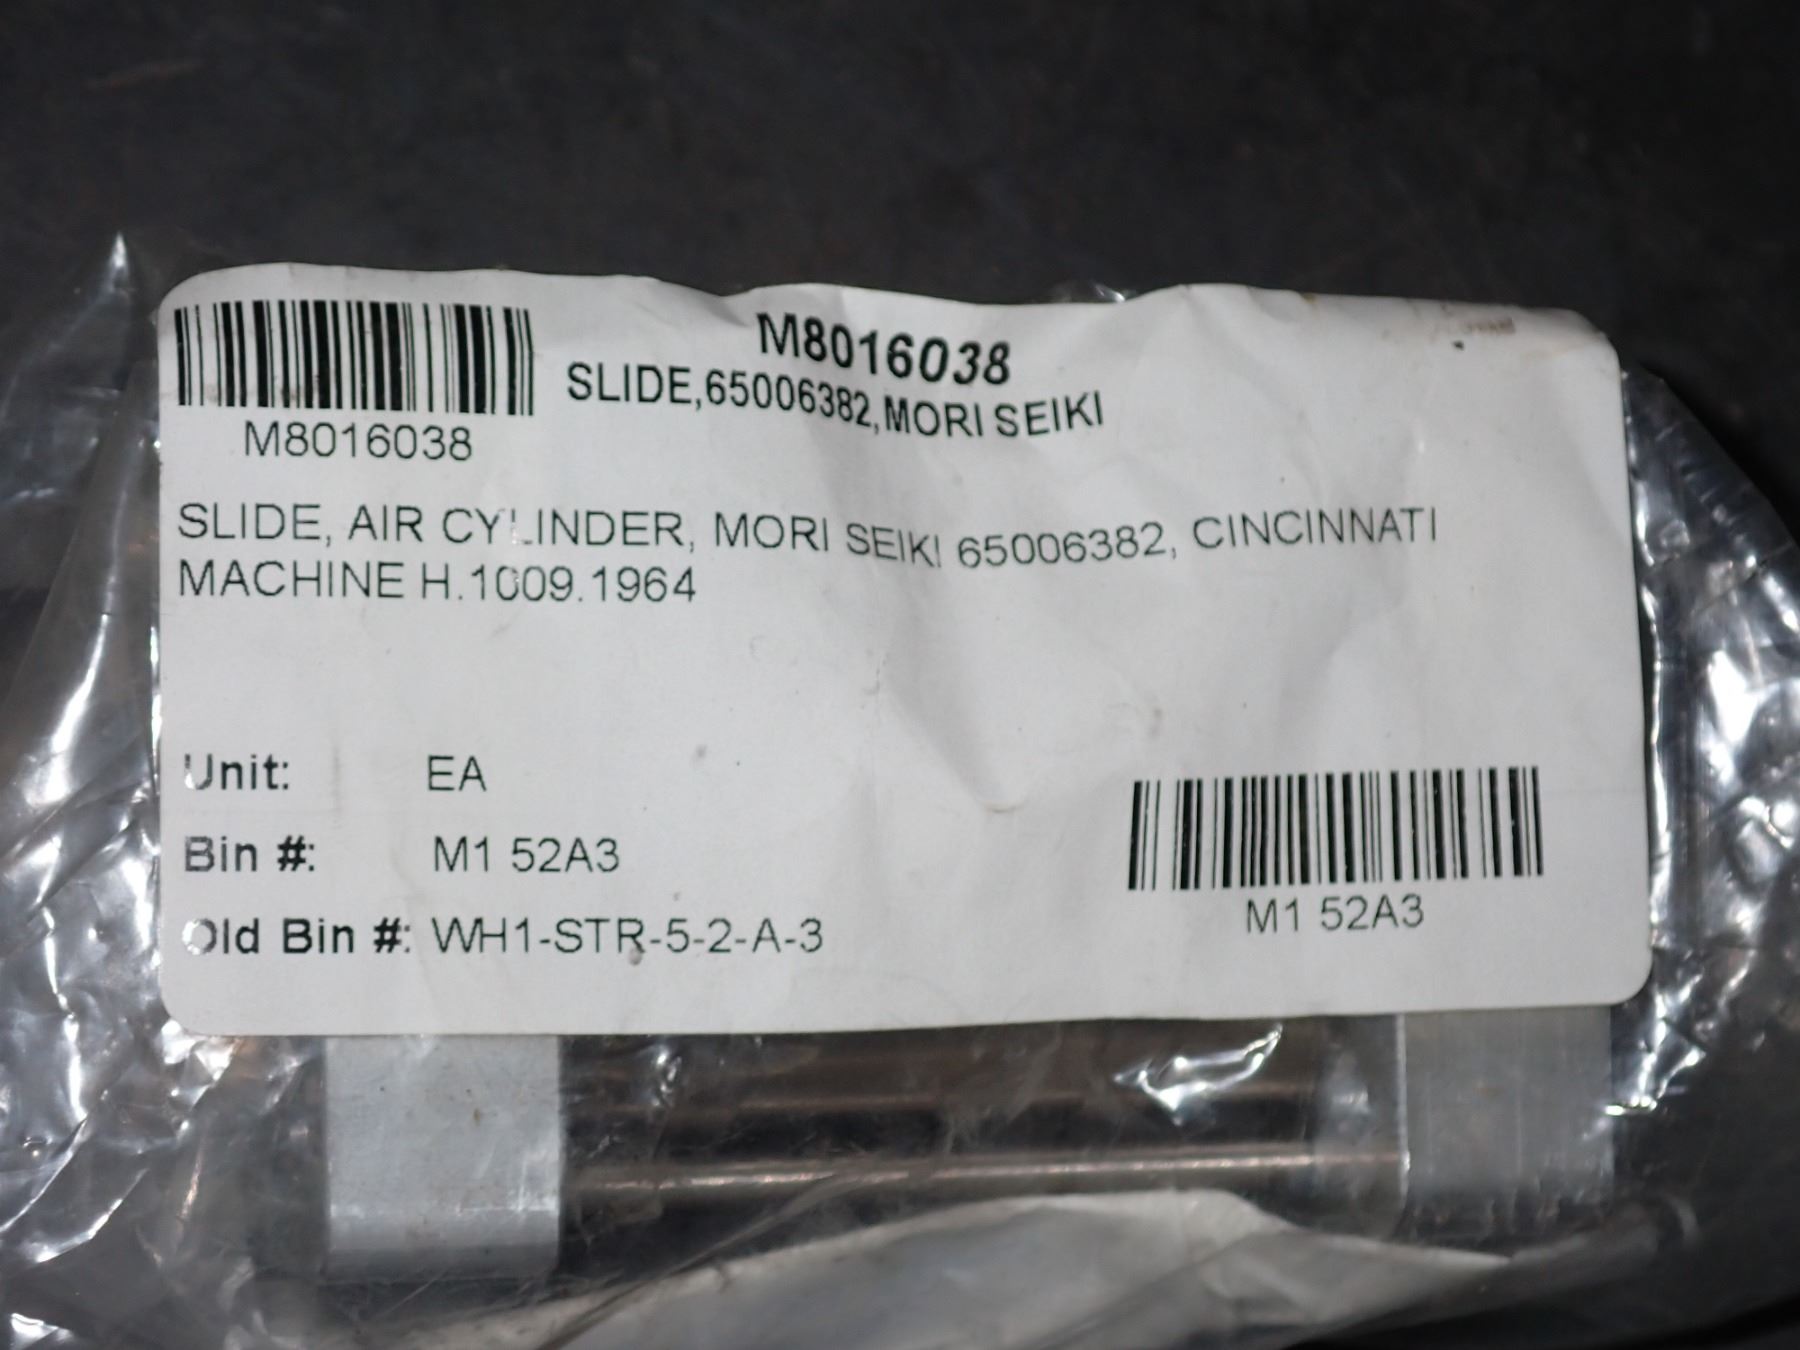 M8016038
SLIDE,65006382,MORI SEIKI
M8016038
SLIDE, AIR CYLINDER, MORI SEIKI 65006382, CINCINNATI
MACHINE H.1009.1964
Unit: EA
Bin #: M1 52A3
Old Bin #: WH1-STR-5-2-A-3
M1 52A3